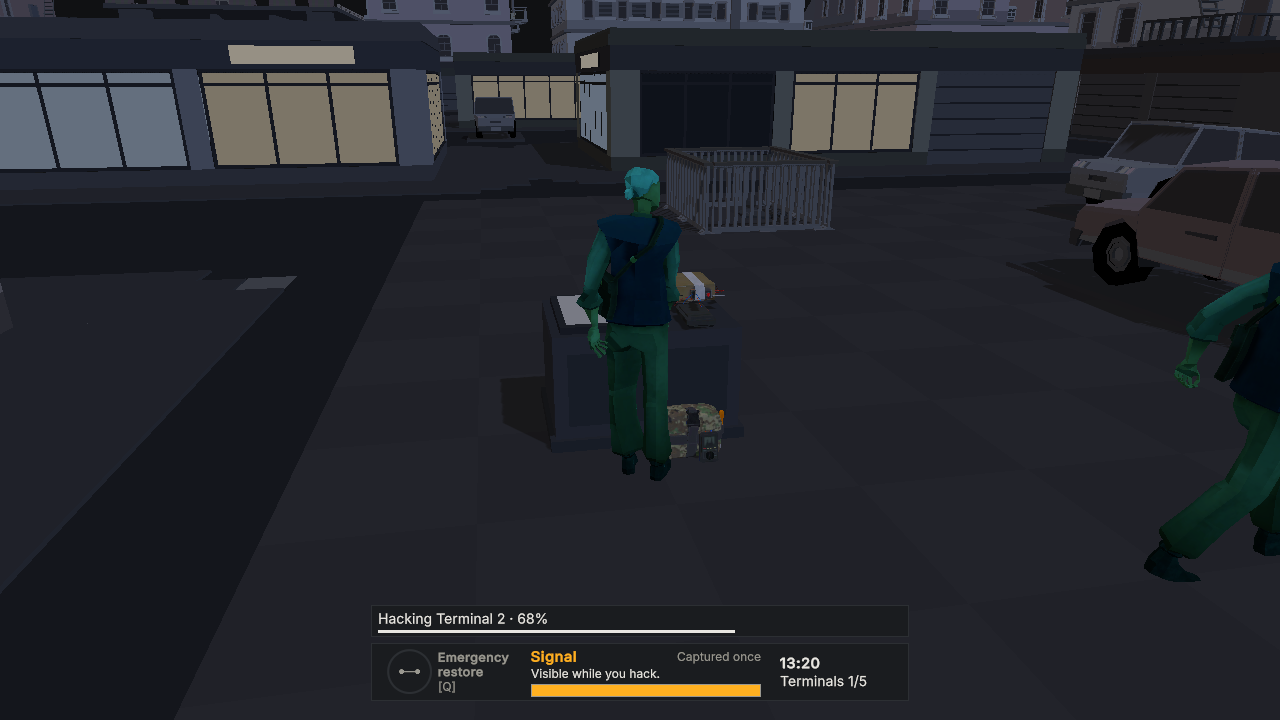 Hacking Terminal 2 · 68%
Emergency
restore
[Q]
Signal
Captured once
Visible while you hack.
13:20
Terminals 1/5